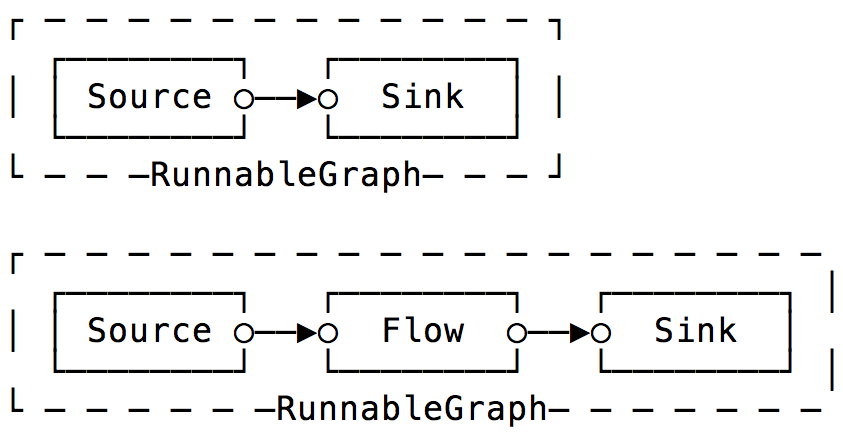 Source Sink
RunnableGraph
Source Flow Sink
RunnableGraph